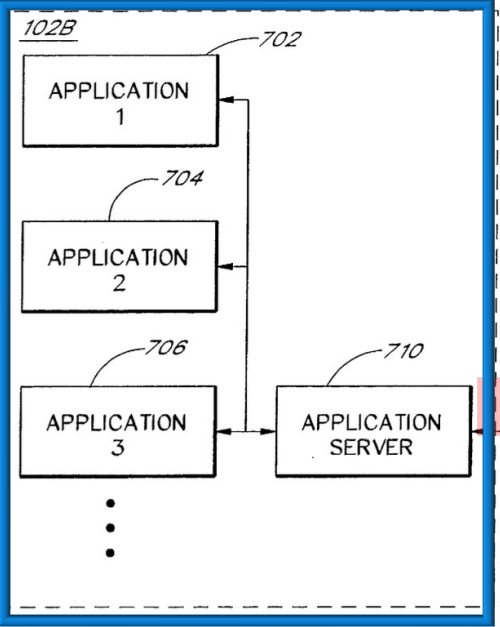 102B
702
APPLICATION
1
704
APPLICATION
2
706
710
APPLICATION
3
APPLICATION
SERVER